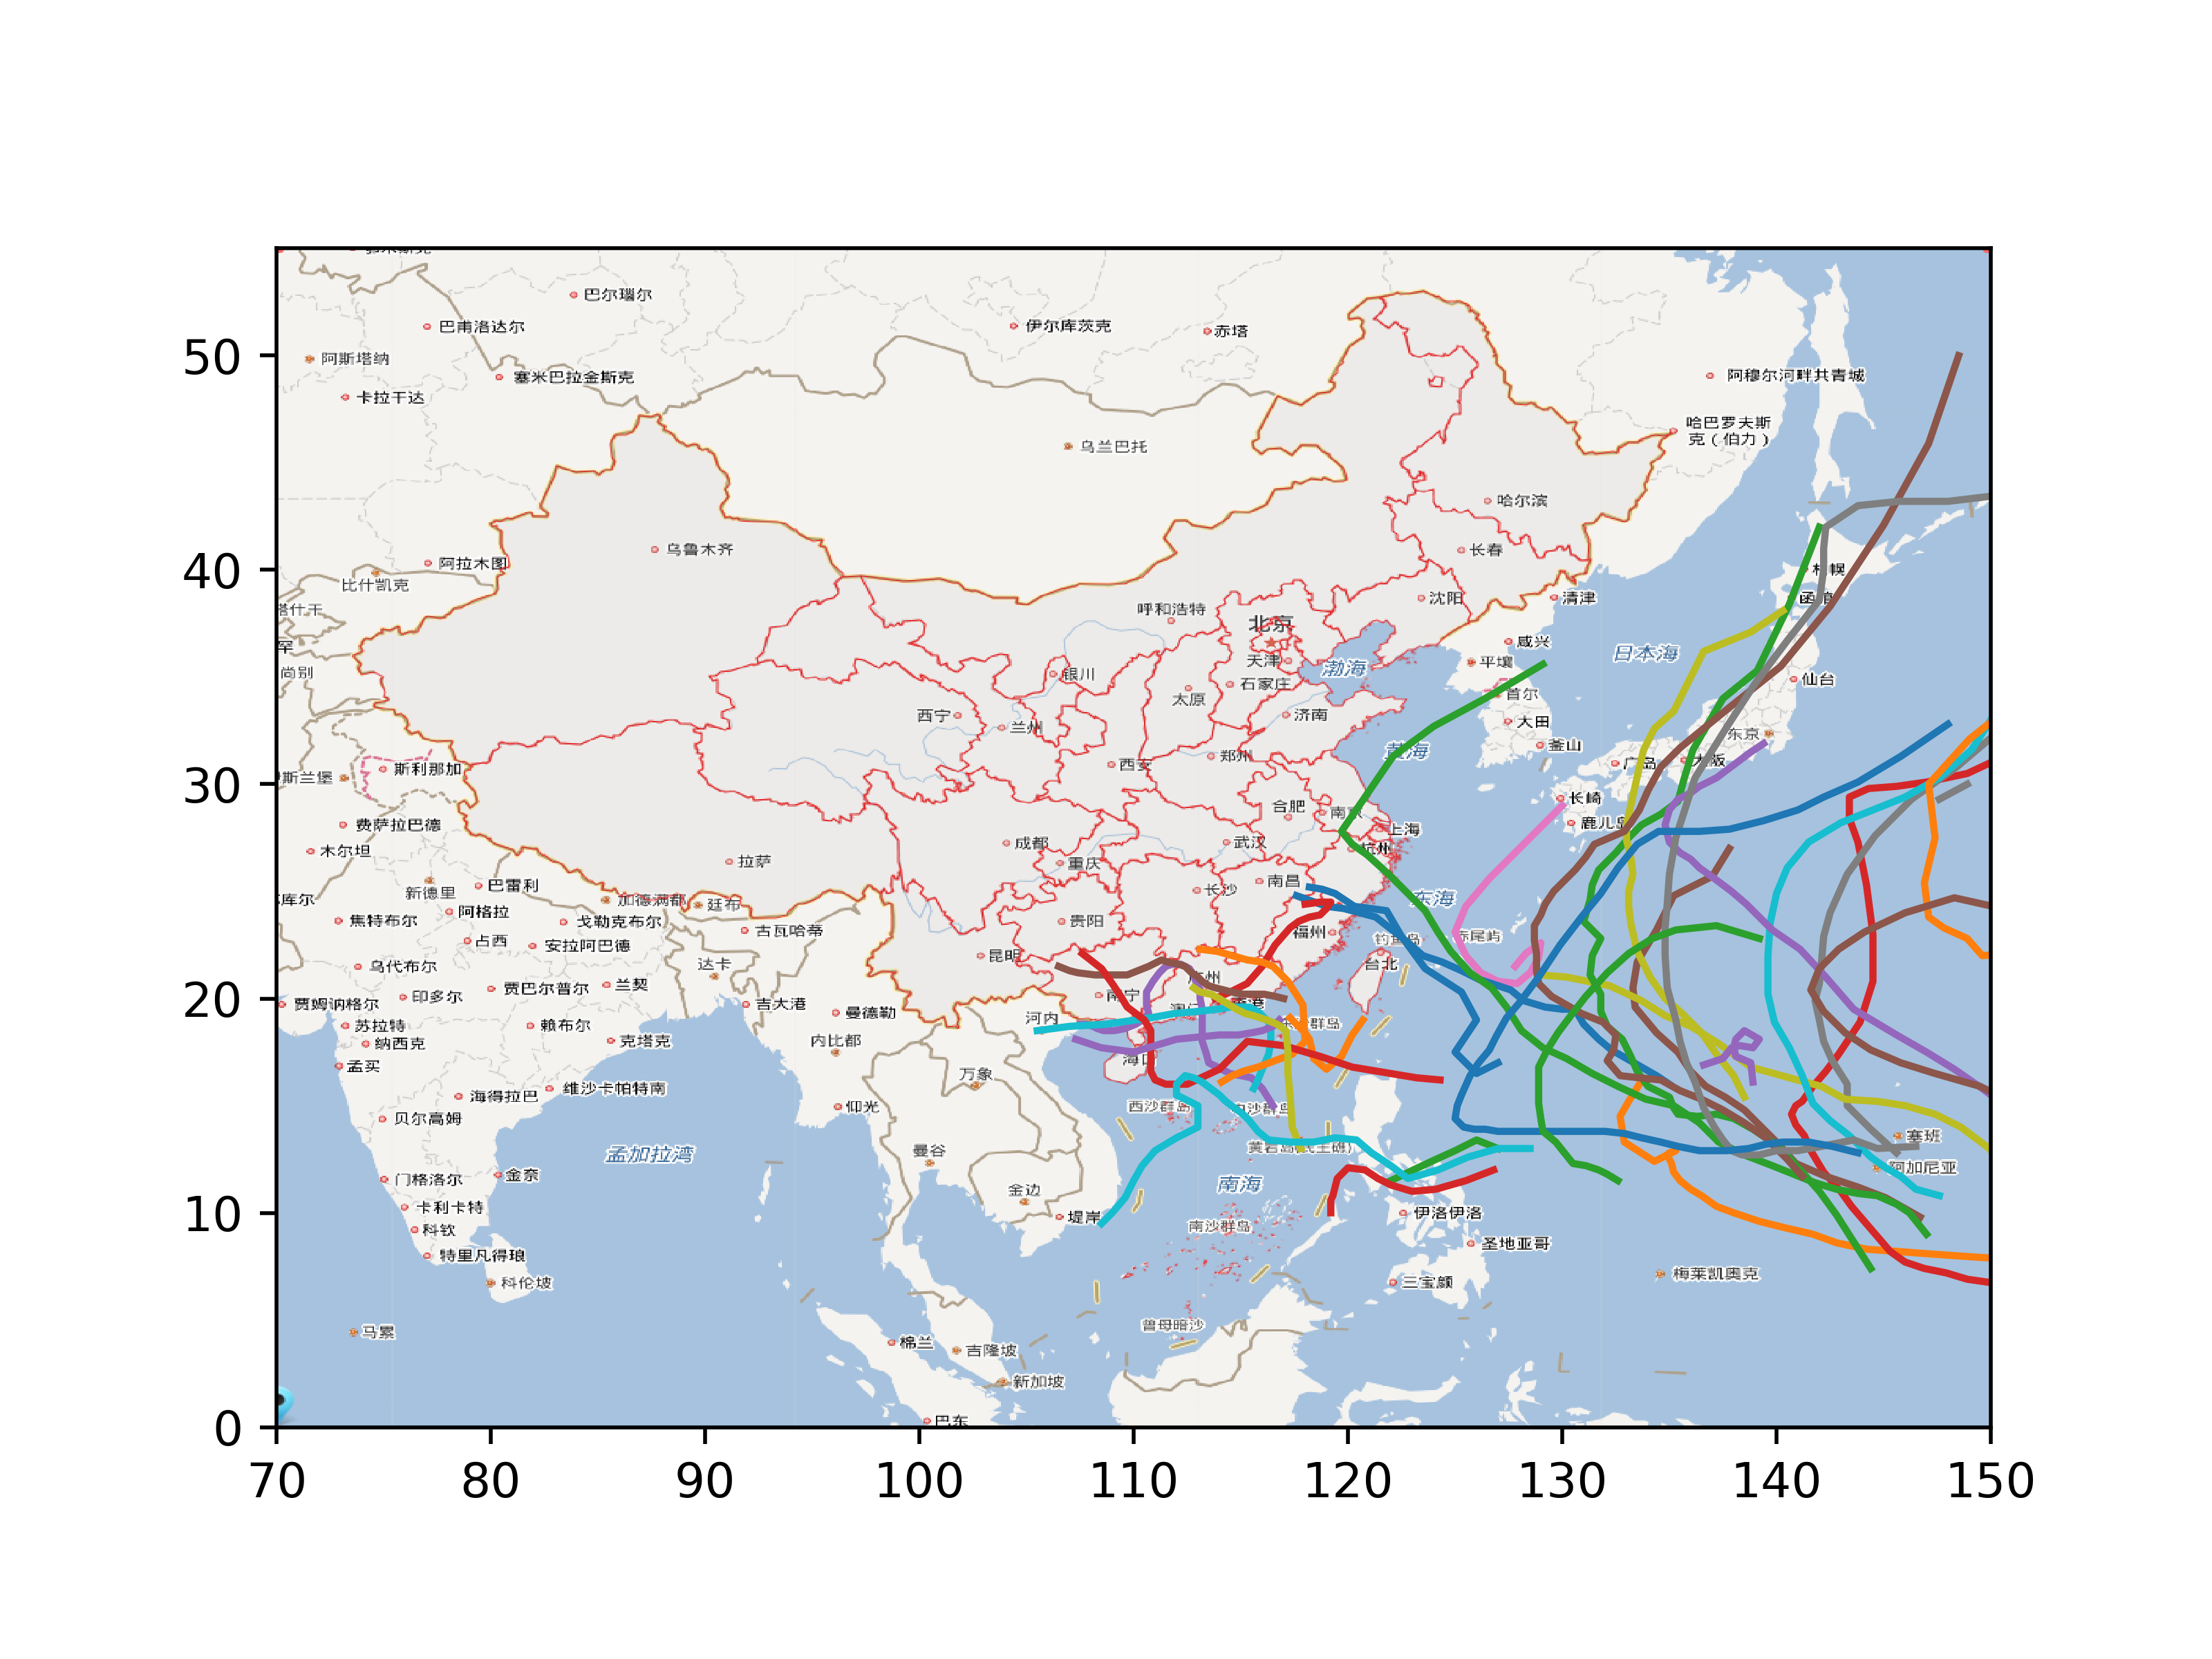 50
40
30
20
10
0
70
80
90
100
110
120
130
140
150
巴尔瑙尔
巴甫洛达尔
伊尔库茨克
赤塔
阿斯塔纳
塞米巴拉金斯克
卡拉干达
阿穆尔河畔共青城
哈巴罗夫斯
克（伯力）
乌兰巴托
哈尔滨
乌鲁木齐
长春
阿拉木图
比什凯克
塔什干
呼和浩特
沈阳
清津
北京
咸兴
日本海
平壤
天津
渤海
尚别
银川
石家庄
太原
首尔
仙台
西宁
济南
大田
兰州
东京
釜山
黄海
郑州
西安
广岛
大阪
斯利那加
斯兰堡
长崎
合肥
南京
费萨拉巴德
鹿儿岛
上海
成都
武汉
木尔坦
杭州
拉萨
重庆
南昌
巴雷利
新德里
长沙
加德满都
廷布
东海
阿格拉
焦特布尔
戈勒克布尔
贵阳
古瓦哈蒂
福州
占西
安拉阿巴德
钓鱼岛
赤尾屿
昆明
乌代布尔
达卡
台北
贾巴尔普尔
兰契
印多尔
南宁
贾姆讷格尔
吉大港
曼德勒
香港
河内
苏拉特
赖布尔
纳西克
克塔克
内比都
海口
孟买
万象
维沙卡帕特南
海得拉巴
仰光
西沙群岛
贝尔高姆
塞班
曼谷
孟加拉湾
阿加尼亚
门格洛尔
金奈
南海
金边
卡利卡特
堤岸
伊洛伊洛
科钦
南沙群岛
圣地亚哥
特里凡得琅
科伦坡
梅莱凯奥克
三宝颜
曾母暗沙
马累
棉兰
吉隆坡
新加坡
巴东